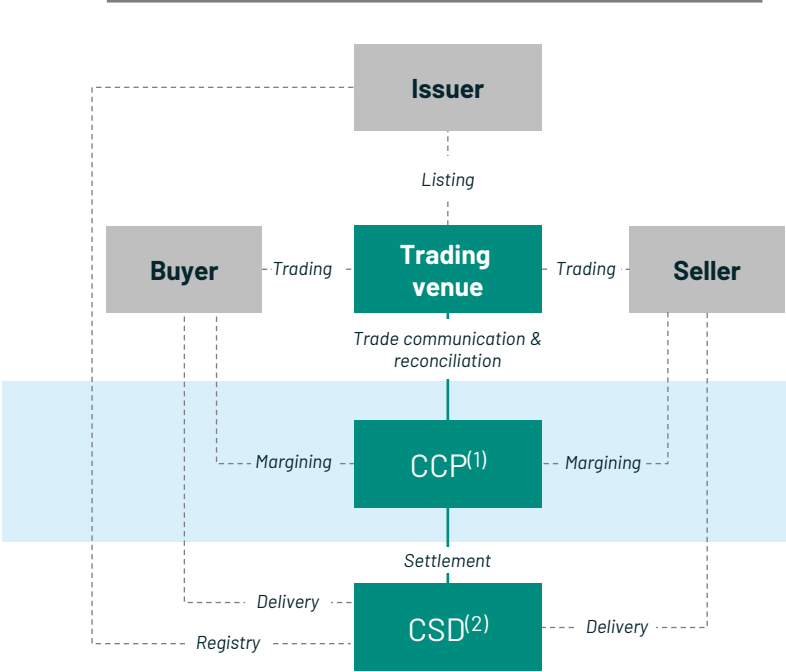 Issuer
Listing
Buyer
Trading
Trading
venue
Trading
Seller
Trade communication &
reconciliation
Margining
CCP(1)
Margining
Settlement
Delivery
CSD(2)
Delivery
Registry